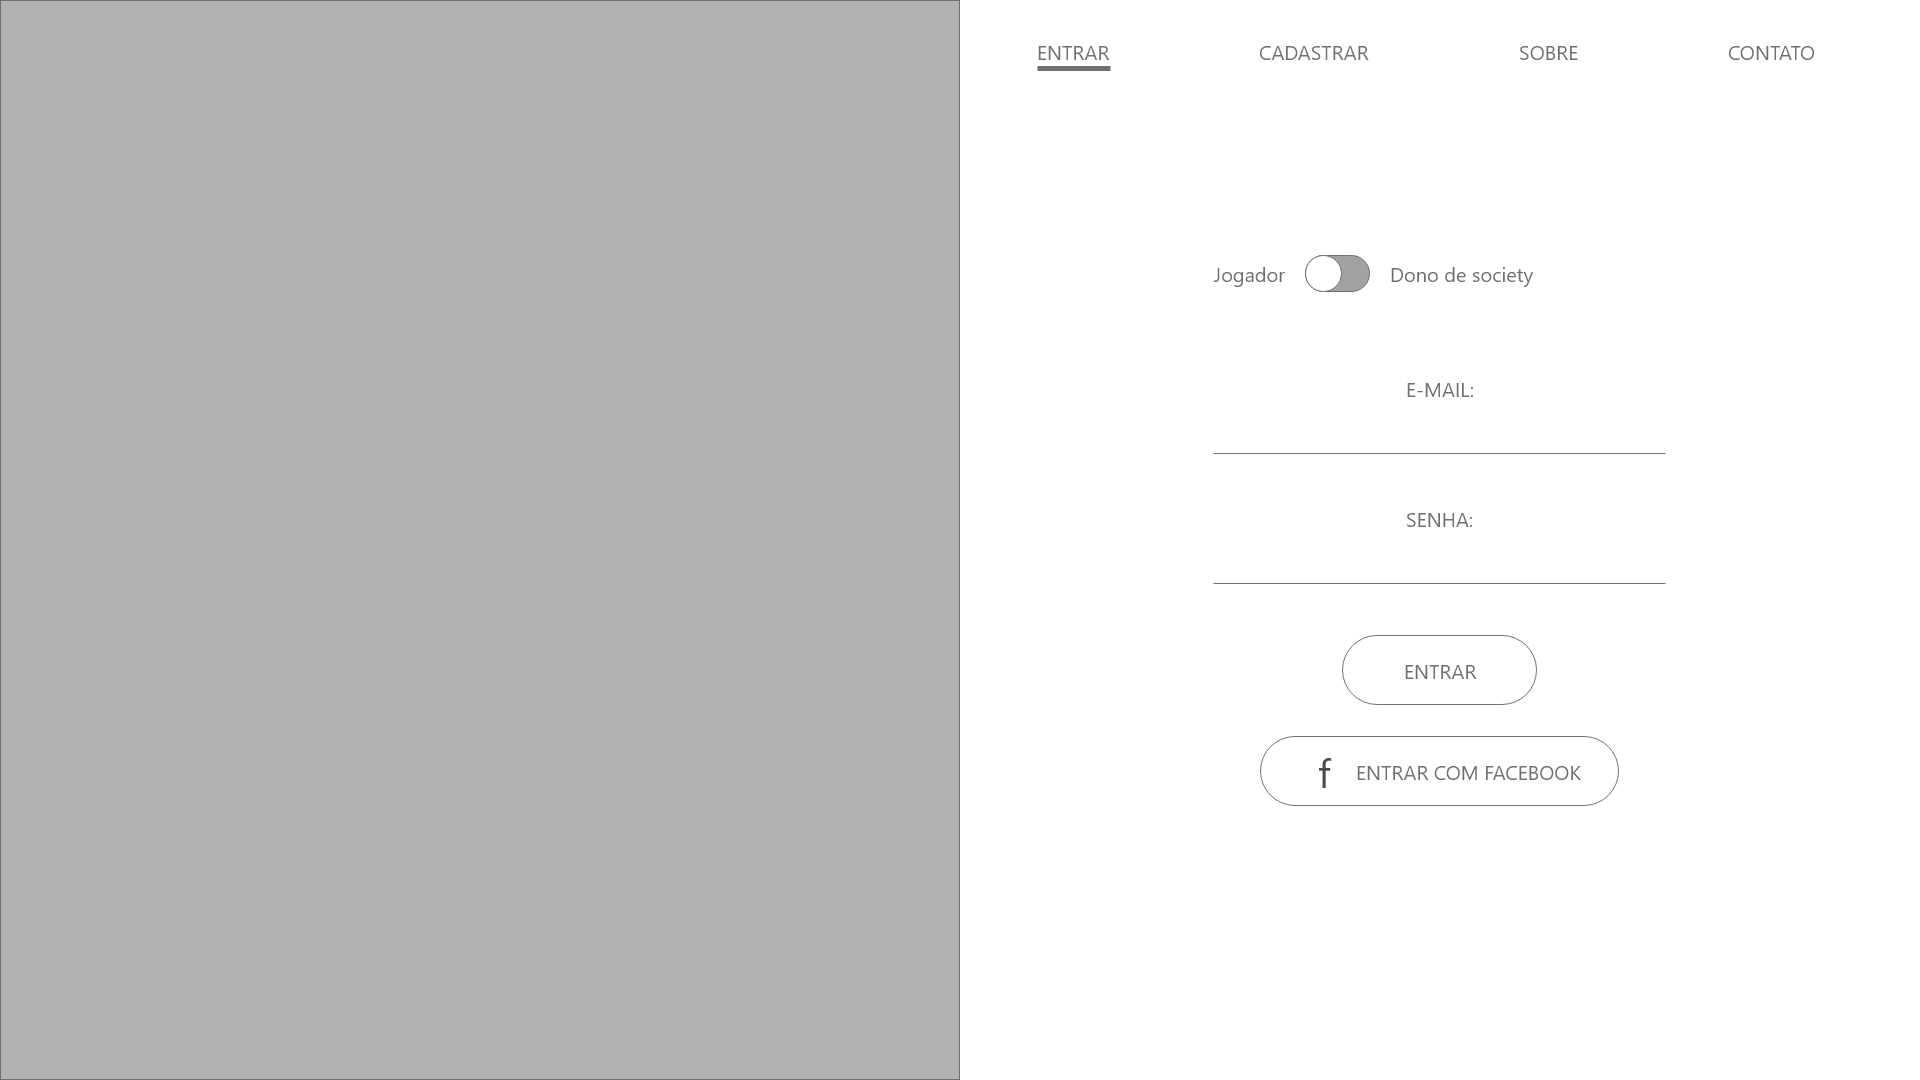 ENTRAR CADASTRAR SOBRE CONTATO
Jogador Dono de society
E-MAIL:
SENHA:
ENTRAR
f ENTRAR COM FACEBOOK